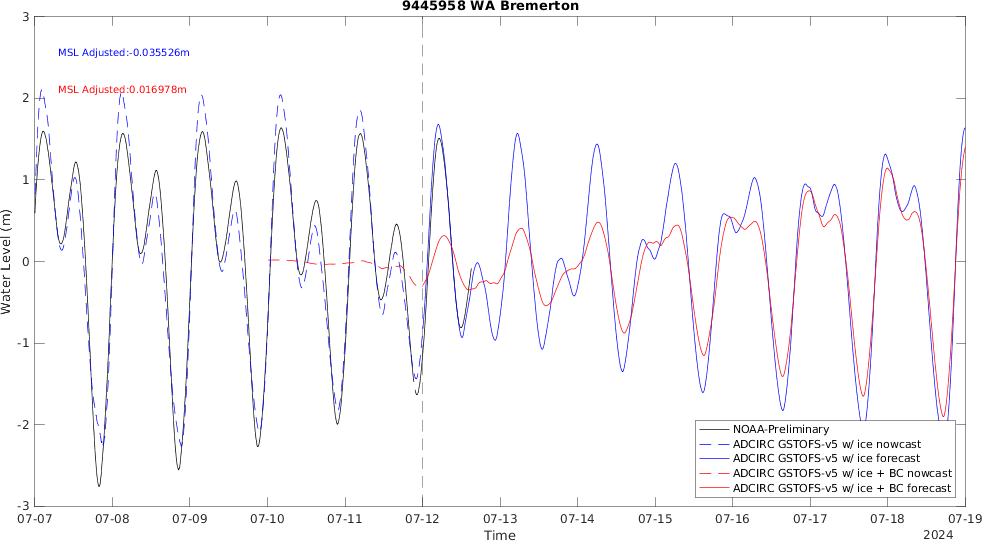 9445958 WA Bremerton
MSL Adjusted:-0.035526m
MSL Adjusted:0.016978m
Water Level (m)
3
2
1
0
-1
-2
-3
NOAA-Preliminary
ADCIRC GSTOFS-v5 w/ ice nowcast
ADCIRC GSTOFS-v5 w/ ice forecast
ADCIRC GSTOFS-v5 w/ ice + BC nowcast
ADCIRC GSTOFS-v5 w/ ice + BC forecast
07-07 07-08 07-09 07-10 07-11 07-12 07-13 07-14 07-15 07-16 07-17 07-18 07-19
Time
2024